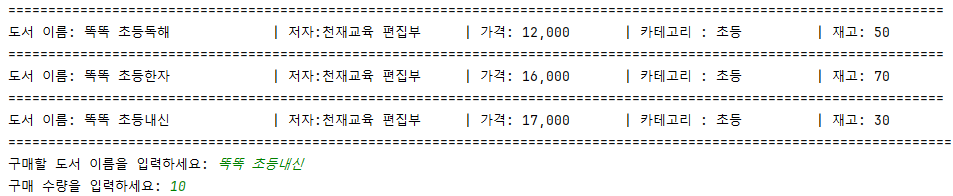 도서 이름: 똑똑 초등독해 | 저자:천재교육 편집부 | 가격: 12,000 | 카테고리 : 초등 | 재고: 50
도서 이름: 똑똑 초등한자 | 저자:천재교육 편집부 | 가격: 16,000 | 카테고리 : 초등 | 재고: 70
도서 이름: 똑똑 초등내신 | 저자:천재교육 편집부 | 가격: 17,000 | 카테고리 : 초등 | 재고: 30
구매할 도서 이름을 입력하세요: 똑똑 초등내신
구매 수량을 입력하세요: 10